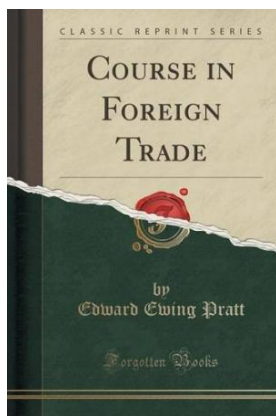 CLASSIC REPRINT SERIES
COURSE IN
FOREIGN
TRADE
by
Edward Ewing Pratt
Forgotten Books